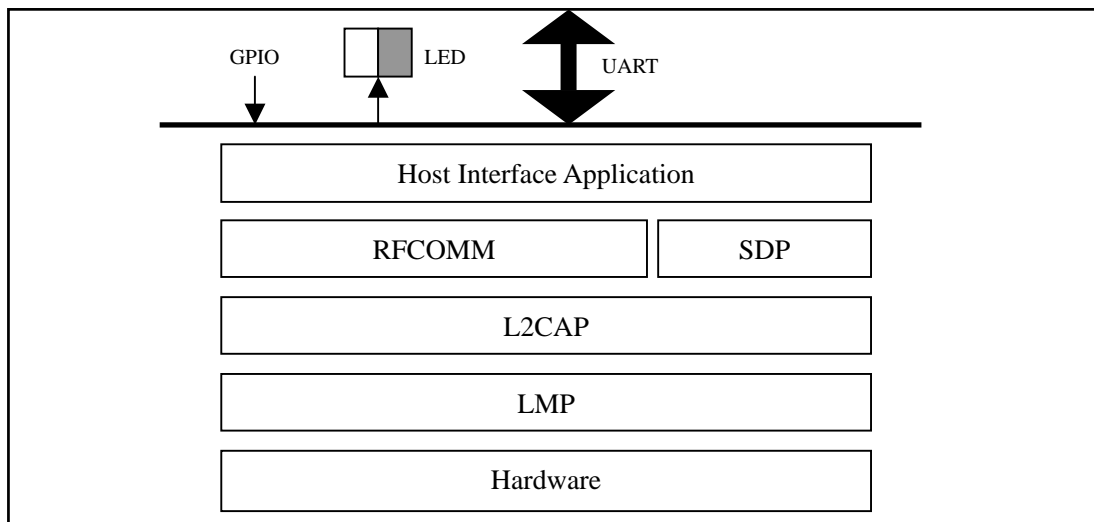 GPIO
LED
UART
Host Interface Application
RFCOMM
SDP
L2CAP
LMP
Hardware